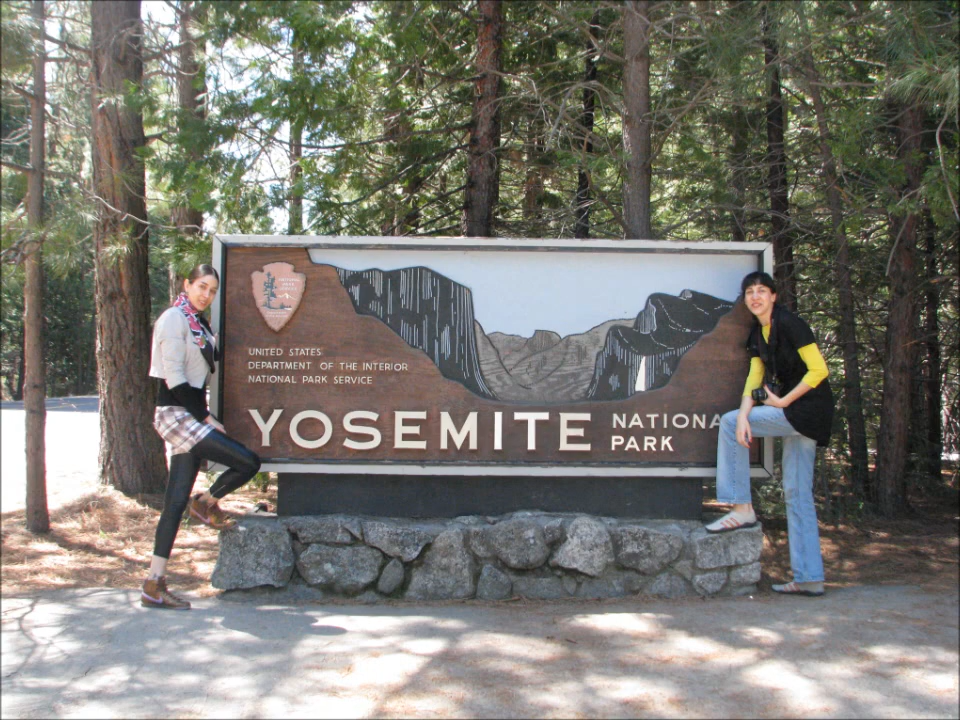 UNITED STATES
DEPARTMENT OF THE INTERIOR
NATIONAL PARK SERVICE
YOSEMITE
NATIONA
PARK